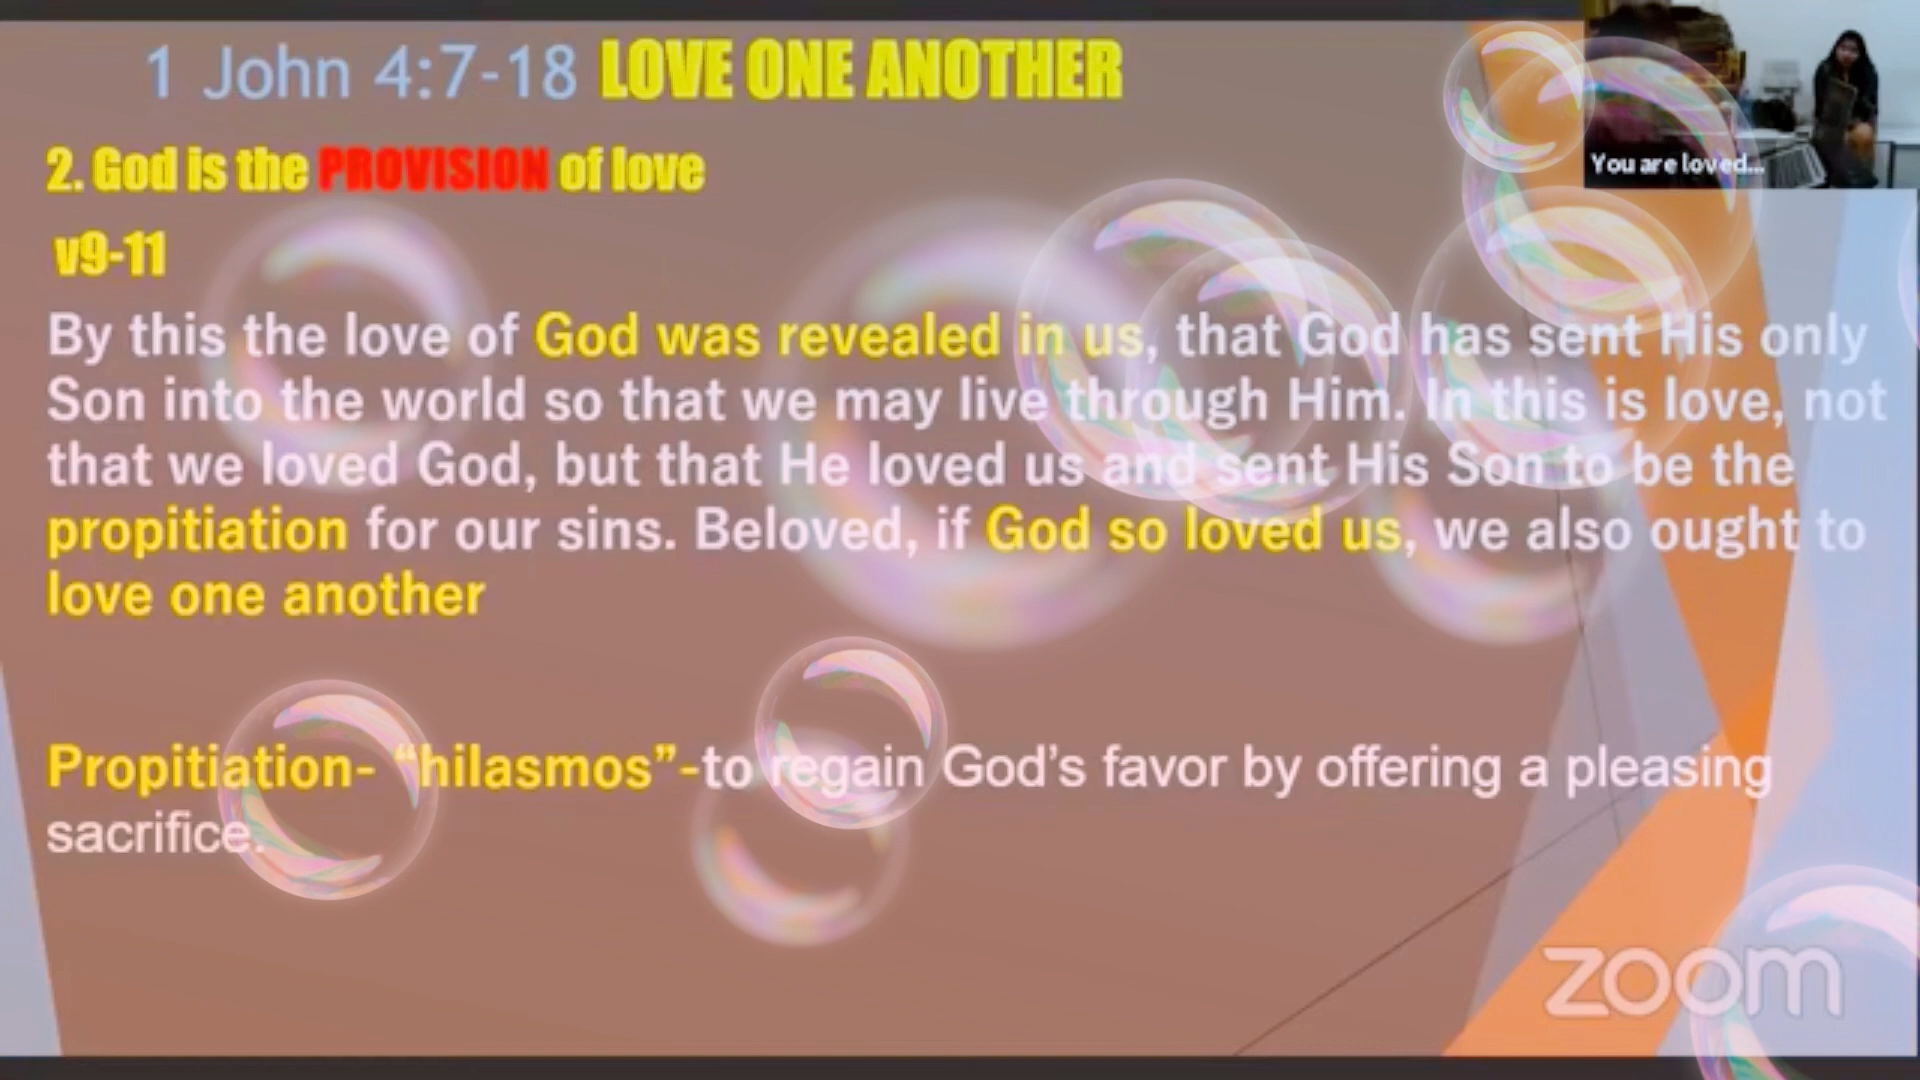 1 John 4:7-18 LOVE ONE ANOTHER
You are loved...
2. God is the PROVISION of love
v9-11
By this the love of God was revealed in us, that God has sent His only
Son into the world so that we may live through Him. In this is love, not
that we loved God, but that He loved us and sent His Son to be the
propitiation for our sins. Beloved, if God so loved us, we also ought to
love one another
Propitiation- “hilasmos”-to regain God’s favor by offering a pleasing
sacrifice.
zoom